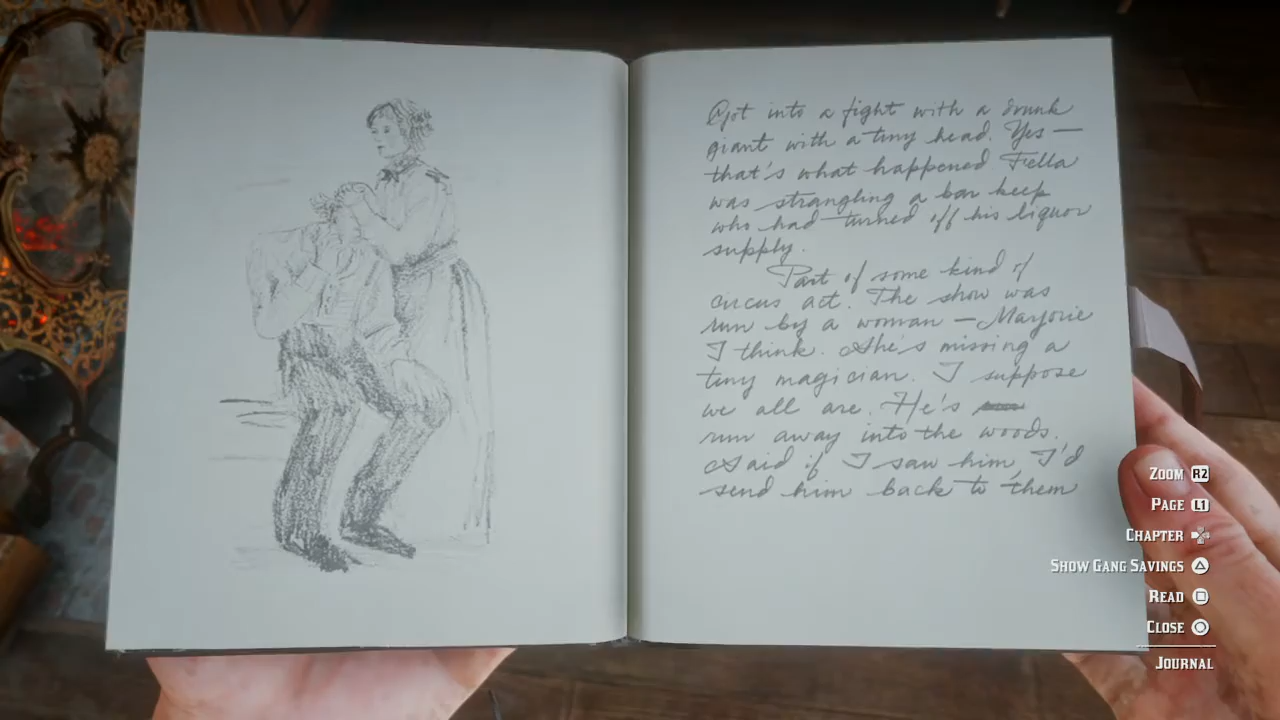 Got into a fight with a drunk
giant with a tiny head. Yes —
that's what happened Fella
was strangling a bar keep
who had turned off his liquor
supply.
Part of some kind of
circus act. The show was
run by a woman — Marjorie
I think. She's missing a
tiny magician. I suppose
we all are. He's
run away into the woods.
Said if I saw him, I'd
send him back to them
ZOOM R2
PAGE L1
CHAPTER
SHOW GANG SAVINGS
READ
CLOSE
JOURNAL